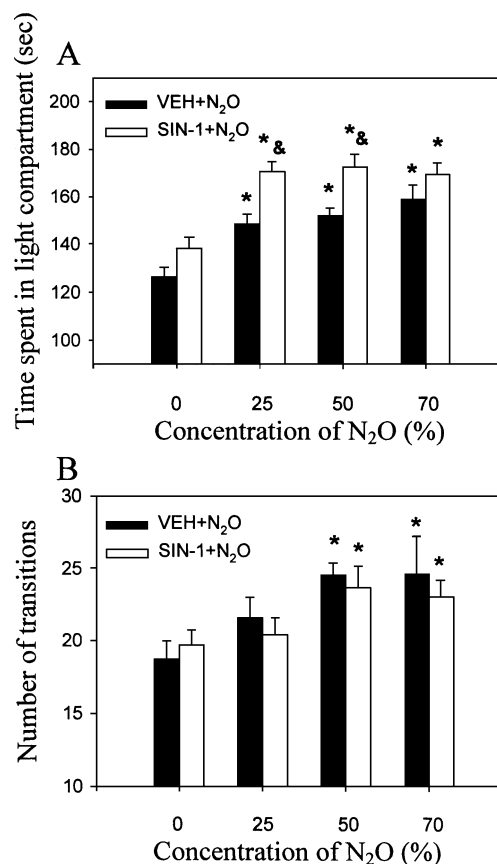 A
Time spent in light compartment (sec)
VEH+N₂O
SIN-1+N₂O
200
180
160
140
120
100
*
*
&
*
*
&
*
*
0 25 50 70
Concentration of N₂O (%)
B
Number of transitions
VEH+N₂O
SIN-1+N₂O
30
25
20
15
10
*
*
*
*
0 25 50 70
Concentration of N₂O (%)